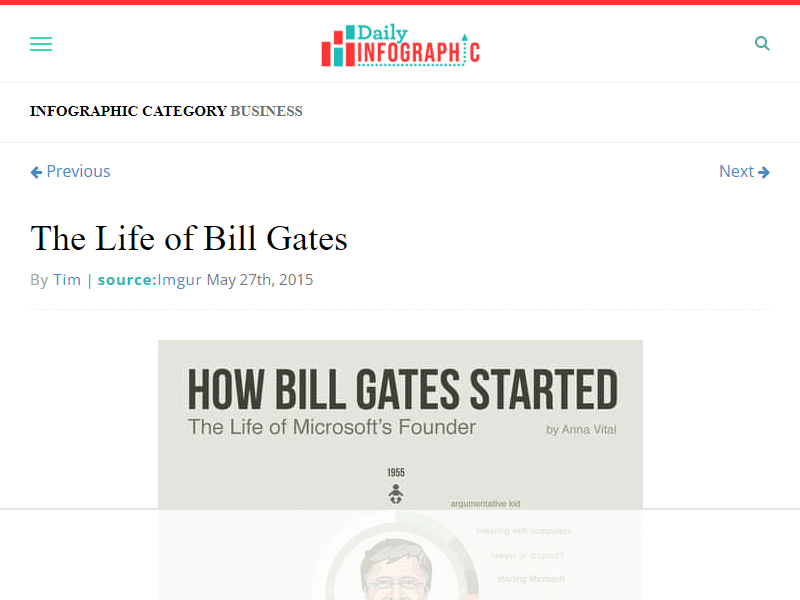 Daily
INFOGRAPHIC
INFOGRAPHIC CATEGORY BUSINESS
Previous
Next
The Life of Bill Gates
By Tim | source:Imgur May 27th, 2015
HOW BILL GATES STARTED
The Life of Microsoft's Founder
by Anna Vital
1955
argumentative kid
tinkering with computers
lawyer or dropout?
starting Microsoft